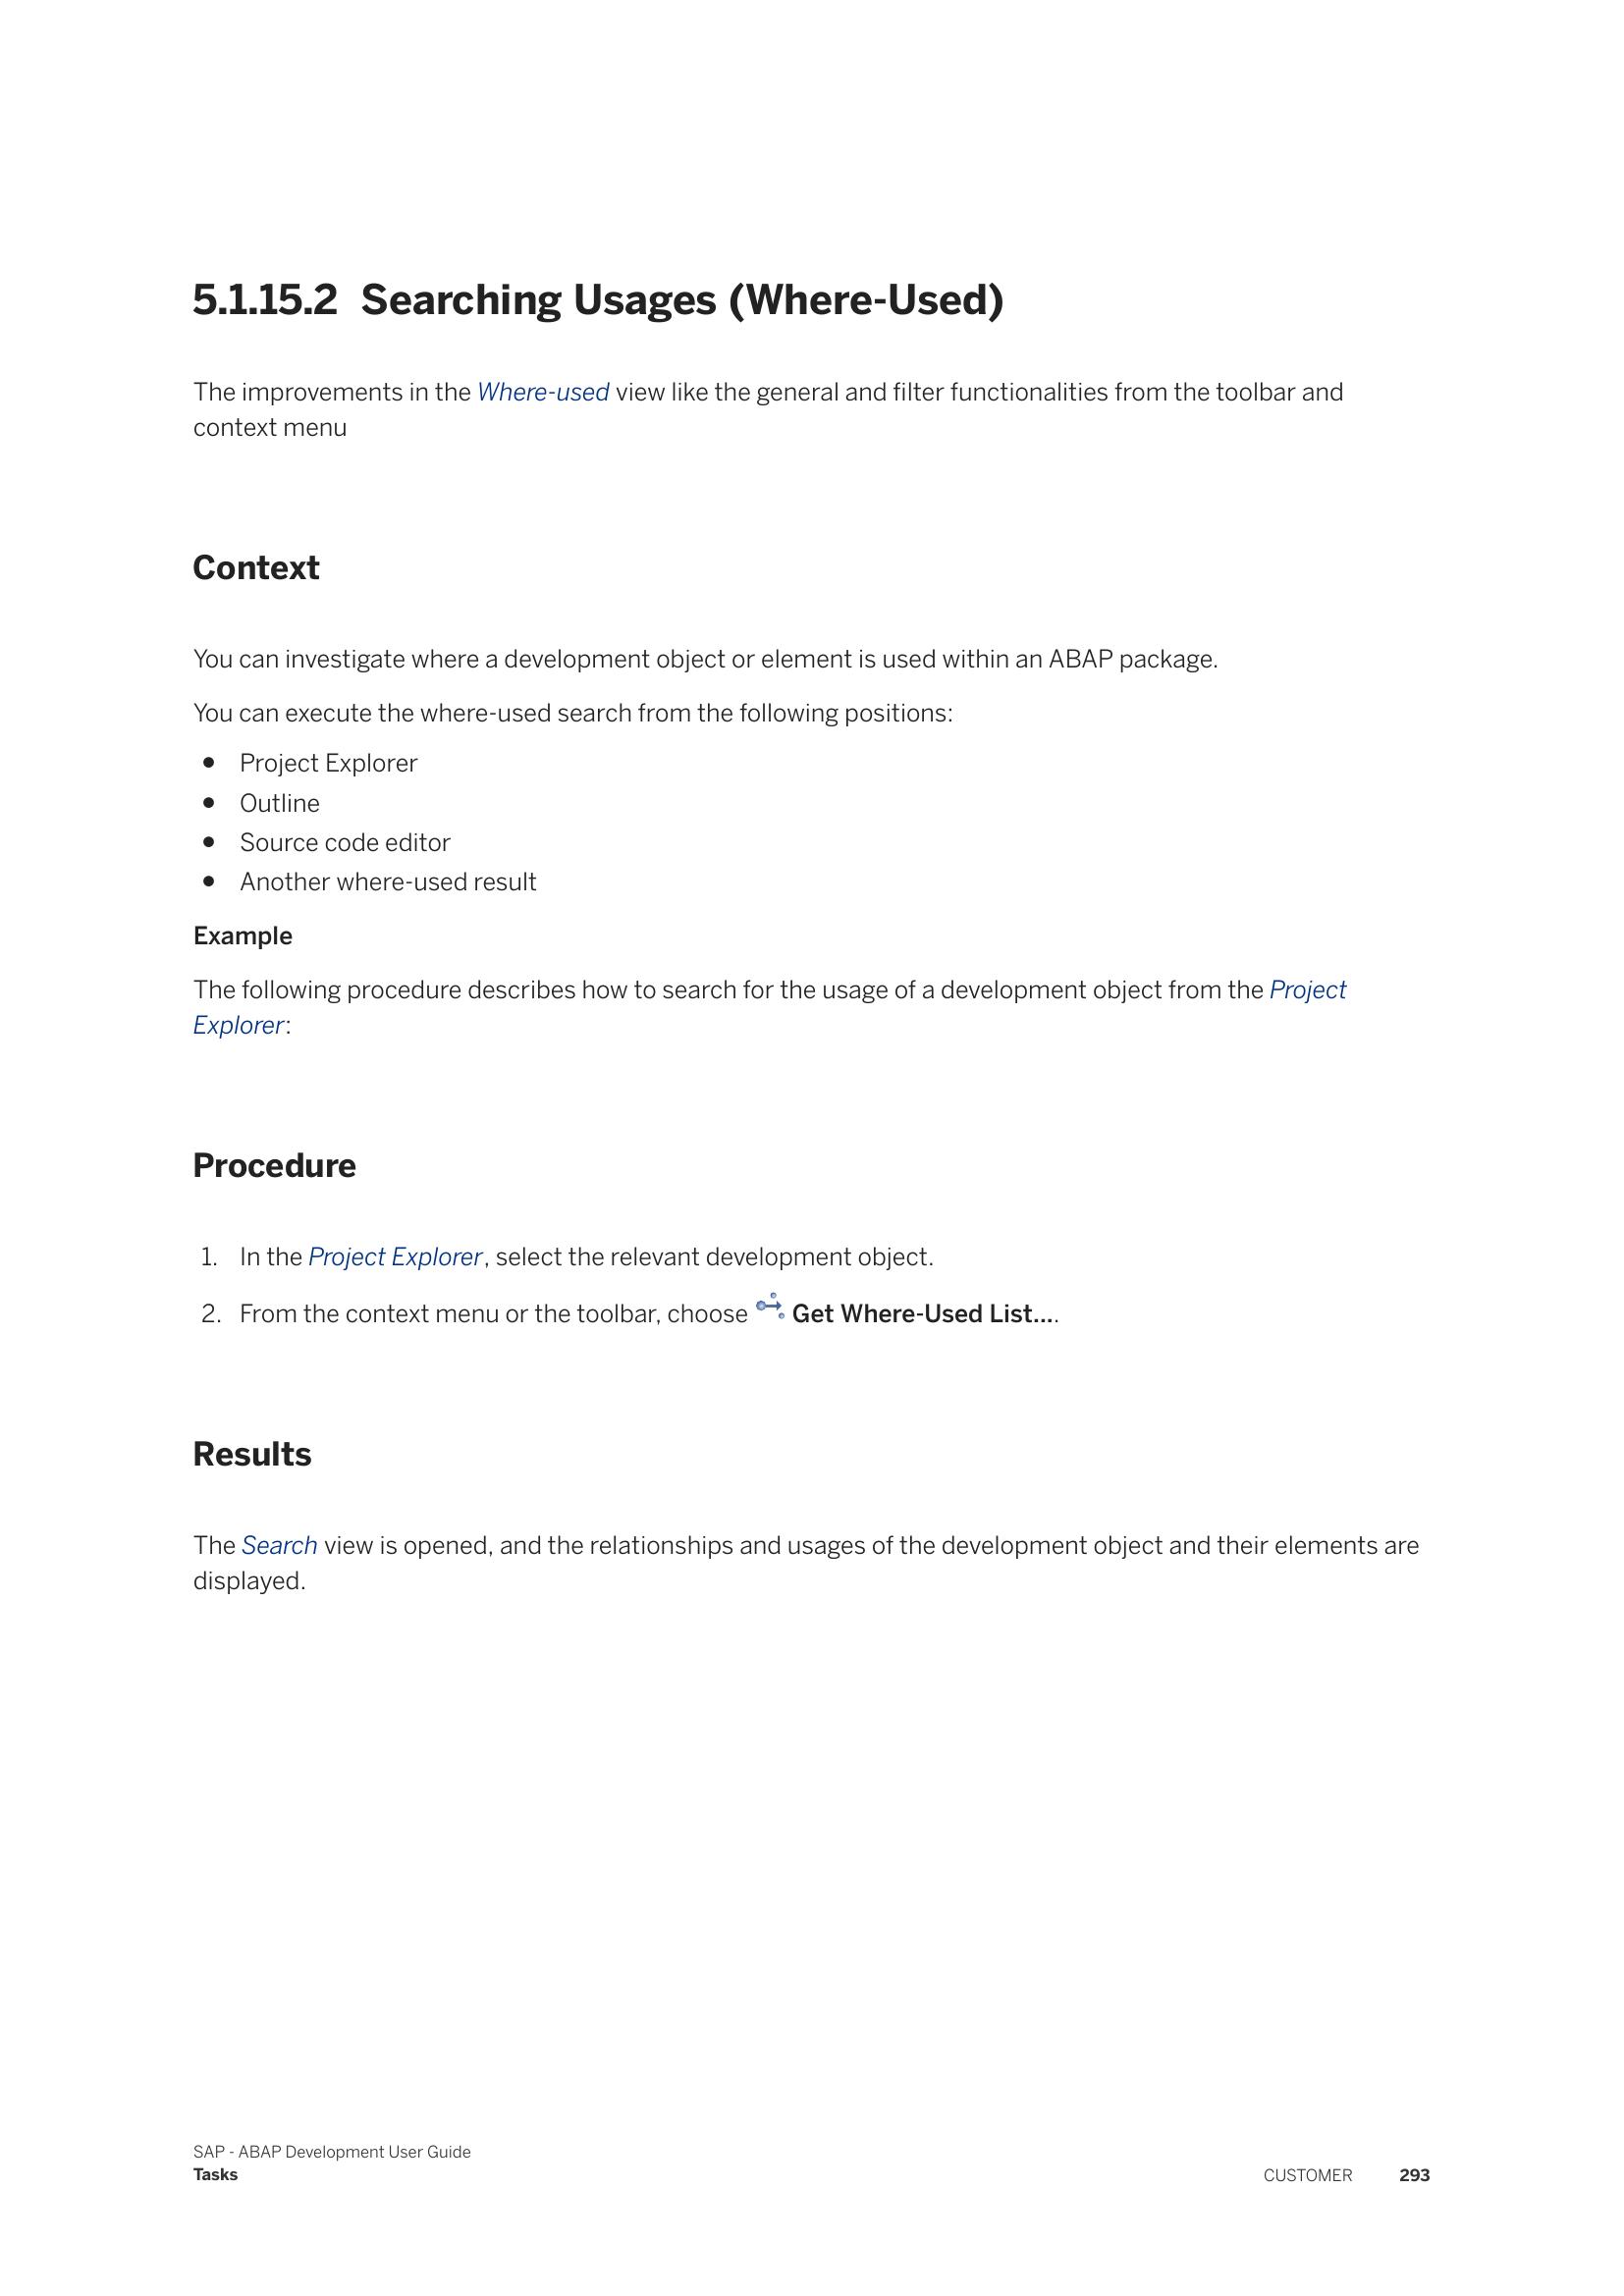 5.1.15.2 Searching Usages (Where-Used)
The improvements in the Where-used view like the general and filter functionalities from the toolbar and
context menu
Context
You can investigate where a development object or element is used within an ABAP package.
You can execute the where-used search from the following positions:
● Project Explorer
● Outline
● Source code editor
● Another where-used result
Example
The following procedure describes how to search for the usage of a development object from the Project
Explorer:
Procedure
1. In the Project Explorer, select the relevant development object.
2. From the context menu or the toolbar, choose Get Where-Used List....
Results
The Search view is opened, and the relationships and usages of the development object and their elements are
displayed.
SAP - ABAP Development User Guide
Tasks
CUSTOMER 293